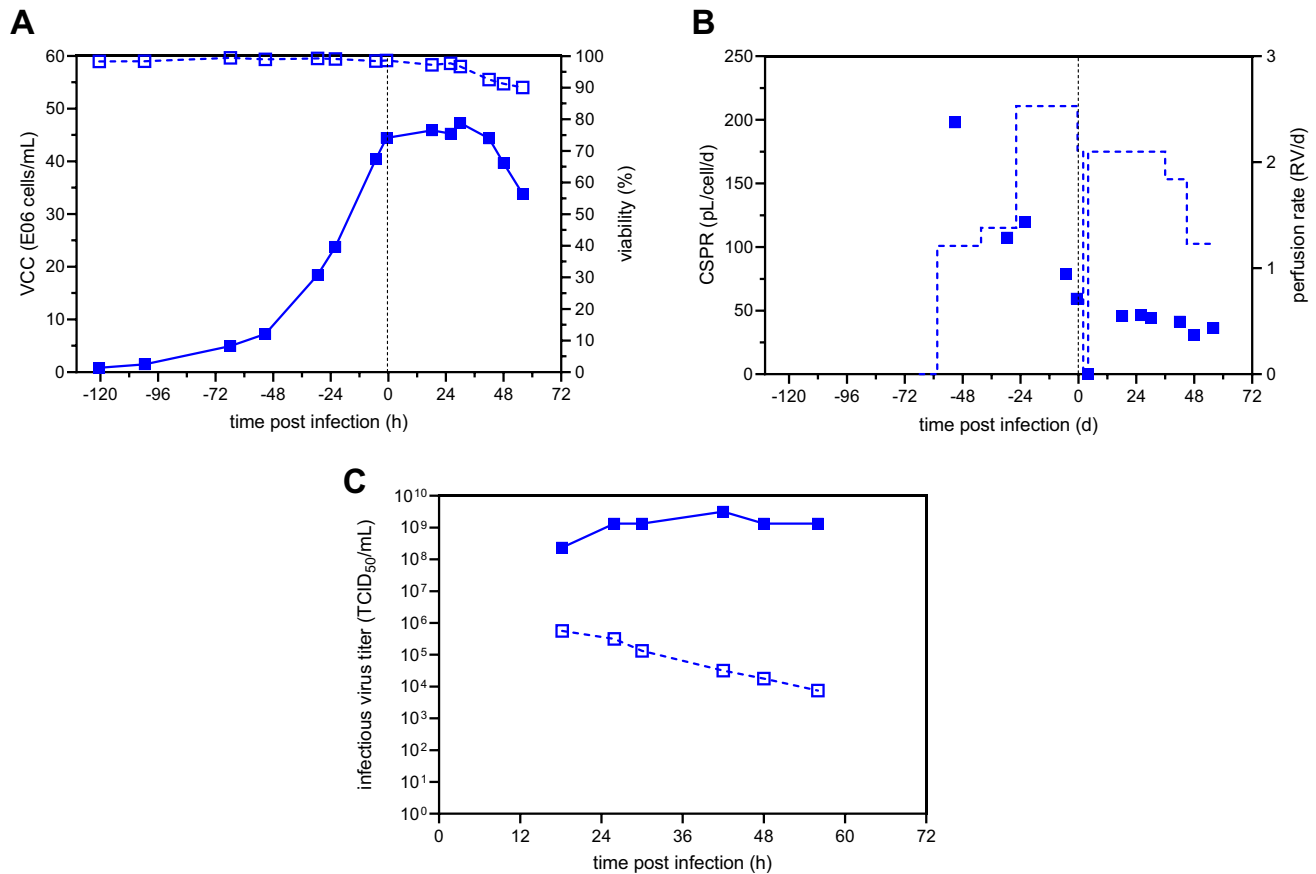 A
VCC (E06 cells/mL)
60
50
40
30
20
10
0
100
90
80
70
60
50
40
30
20
10
0
viability (%)
-120 -96 -72 -48 -24 0 24 48 72
time post infection (h)
B
CSPR (pL/cell/d)
250
200
150
100
50
0
3
2
1
0
perfusion rate (RV/d)
-120 -96 -72 -48 -24 0 24 48 72
time post infection (d)
C
infectious virus titer (TCID₅₀/mL)
10¹⁰
10⁹
10⁸
10⁷
10⁶
10⁵
10⁴
10³
10²
10¹
10⁰
0 12 24 36 48 60 72
time post infection (h)